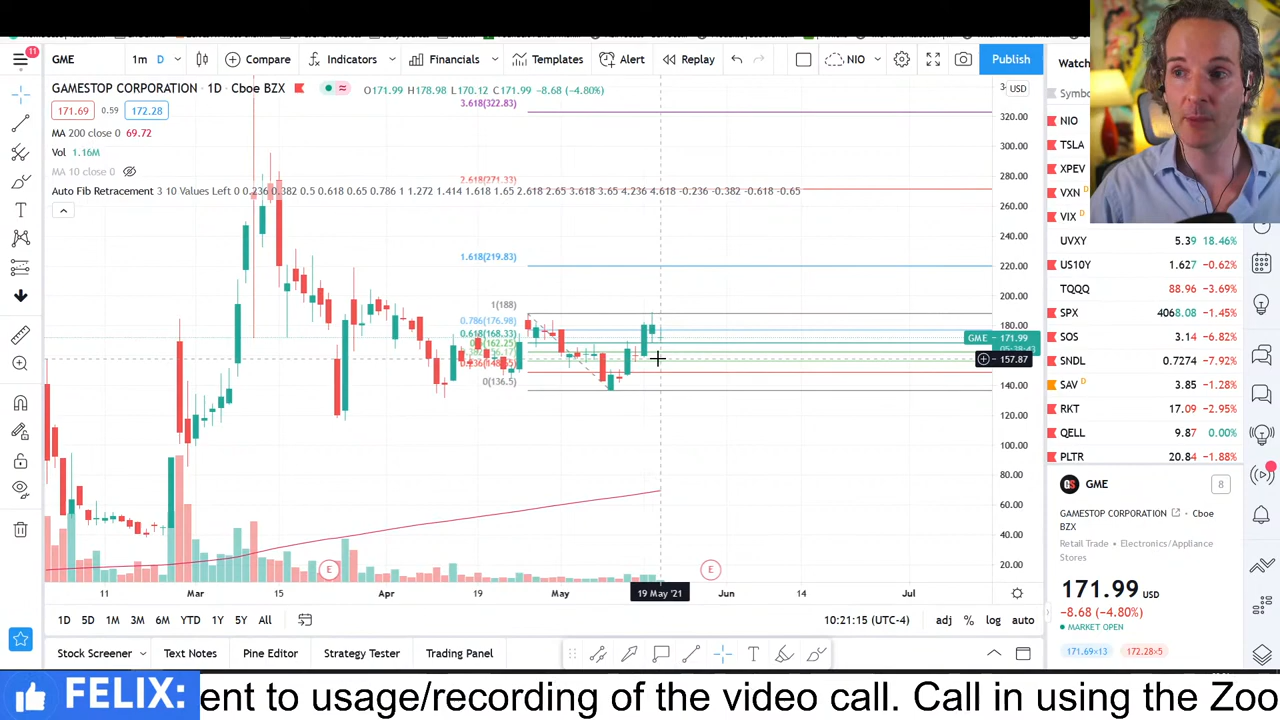 11
GME 1m D Compare Indicators Financials Templates Alert Replay NIO Publish
GAMESTOP CORPORATION · 1D · Cboe BZX O171.99 H178.98 L170.12 C171.99 −8.68 (−4.80%)
171.69 0.59 172.28
MA 200 close 0 69.72
Vol 1.16M
MA 10 close 0
Auto Fib Retracement 3 10 Values Left 0 0.236 0.382 0.5 0.618 0.65 0.786 1 1.272 1.414 1.618 1.65 2.618 2.65 3.618 3.65 4.236 4.618 -0.236 -0.382 -0.618 -0.65
3.618(322.83)
2.618(271.33)
1.618(219.83)
1(188)
0.786(176.98)
0.618(168.33)
0(136.5)
USD
320.00
300.00
280.00
260.00
240.00
220.00
200.00
180.00
GME 171.99
157.87
140.00
120.00
100.00
80.00
60.00
40.00
20.00
E E
11 Mar 15 Apr 19 May 19 May '21 Jun 14 Jul
1D 5D 1M 3M 6M YTD 1Y 5Y All 10:21:15 (UTC-4) adj % log auto
Stock Screener Text Notes Pine Editor Strategy Tester Trading Panel
Watch
Symbo
NIO
TSLA
XPEV
VXN D
VIX D
UVXY 5.39 18.46%
US10Y 1.627 −0.62%
TQQQ 88.96 −3.69%
SOS 3.14 −6.82%
SNDL 0.7247 −7.92%
SAV D 3.85 −1.28%
RKT 17.09 −2.95%
QELL 9.87 0.00%
PLTR 20.84 −1.88%
GME 8
GAMESTOP CORPORATION Cboe
BZX
Retail Trade • Electronics/Appliance
Stores
171.99 USD
−8.68 (−4.80%)
MARKET OPEN
171.69×13 172.28×5
FELIX: ent to usage/recording of the video call. Call in using the Zoo